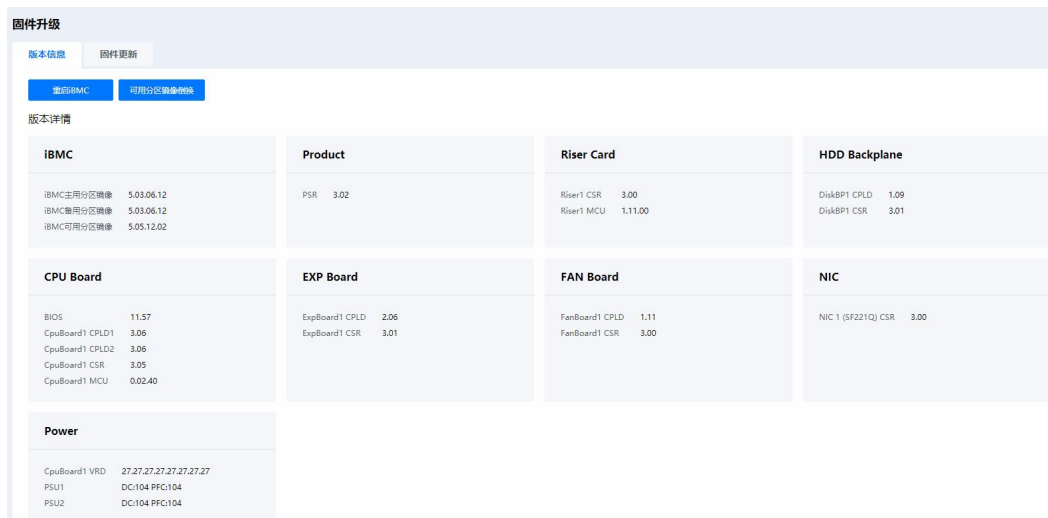 固件升级
版本信息 固件更新
重启iBMC 可用分区镜像切换
版本详情
iBMC
iBMC主用分区镜像 5.03.06.12
iBMC备用分区镜像 5.03.06.12
iBMC可用分区镜像 5.05.12.02
Product
PSR 3.02
Riser Card
Riser1 CSR 3.00
Riser1 MCU 1.11.00
HDD Backplane
DiskBP1 CPLD 1.09
DiskBP1 CSR 3.01
CPU Board
BIOS 11.57
CpuBoard1 CPLD1 3.06
CpuBoard1 CPLD2 3.06
CpuBoard1 CSR 3.05
CpuBoard1 MCU 0.02.40
EXP Board
ExpBoard1 CPLD 2.06
ExpBoard1 CSR 3.01
FAN Board
FanBoard1 CPLD 1.11
FanBoard1 CSR 3.00
NIC
NIC 1 (SF221Q) CSR 3.00
Power
CpuBoard1 VRD 27.27.27.27.27.27.27.27
PSU1 DC:104 PFC:104
PSU2 DC:104 PFC:104